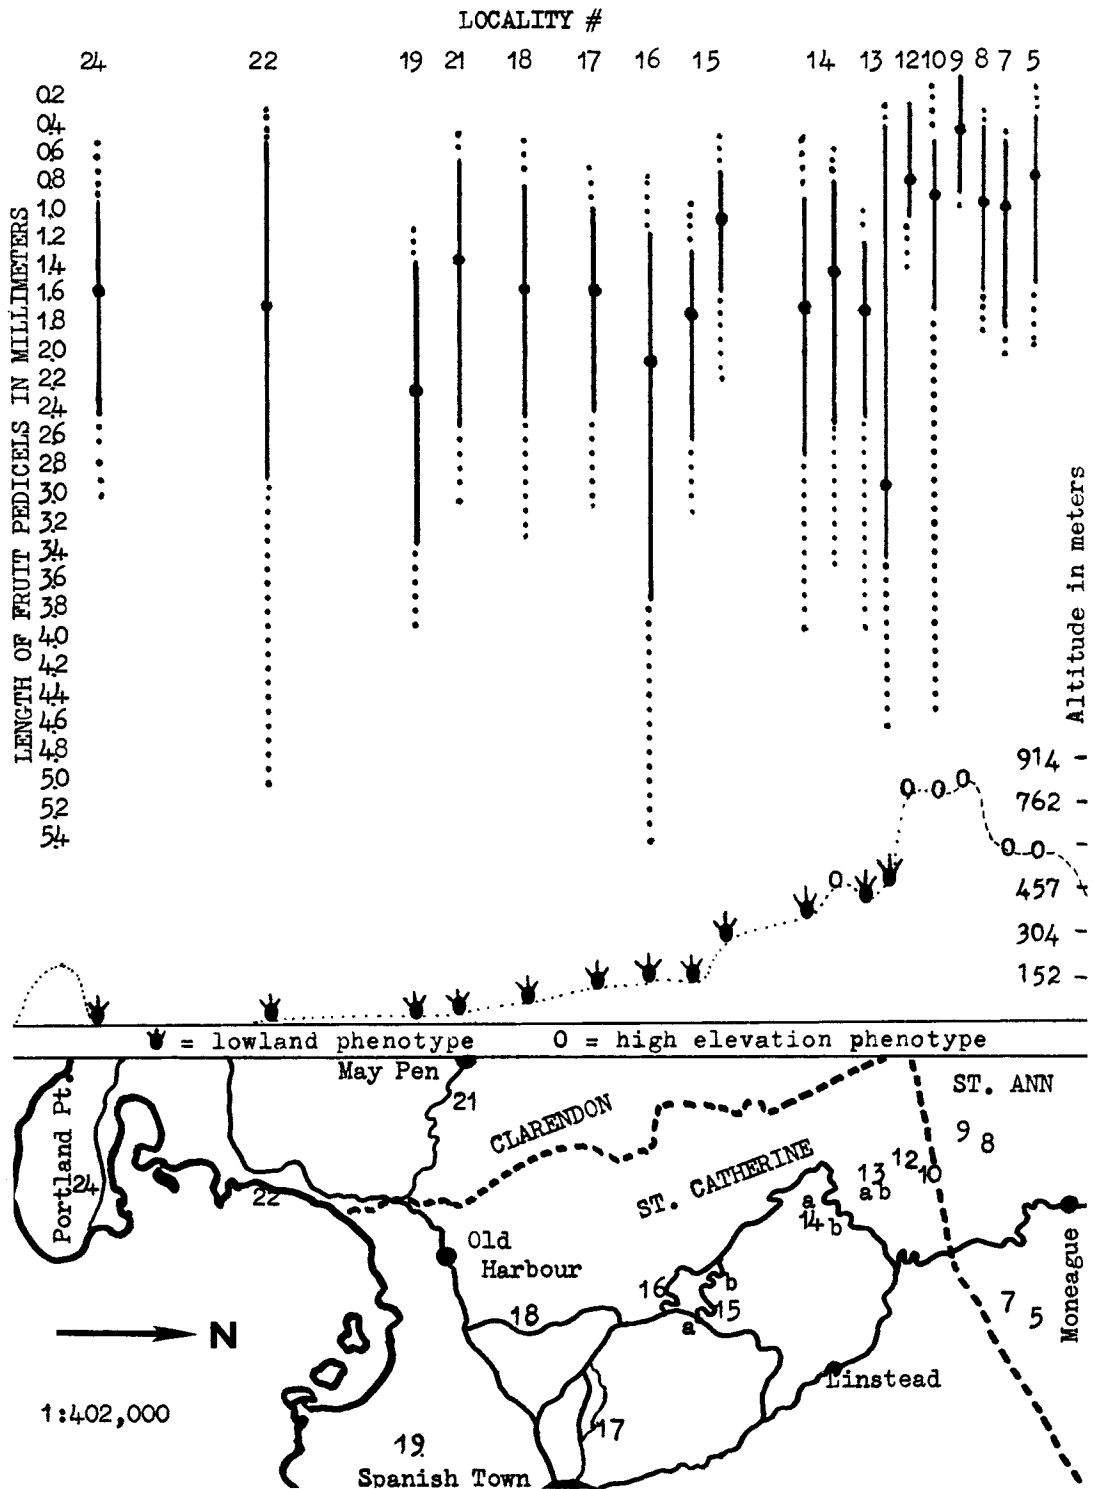 LOCALITY #
24 22 19 21 18 17 16 15 14 13 12 10 9 8 7 5
LENGTH OF FRUIT PEDICELS IN MILLIMETERS
0.2
0.4
0.6
0.8
1.0
1.2
1.4
1.6
1.8
2.0
2.2
2.4
2.6
2.8
3.0
3.2
3.4
3.6
3.8
4.0
4.2
4.4
4.6
4.8
5.0
5.2
5.4
Altitude in meters
914 -
762 -
-
457 -
304 -
152 -
= lowland phenotype O = high elevation phenotype
May Pen
ST. ANN
21
CLARENDON
9 8
Portland Pt.
24
22
ST. CATHERINE
13 12 10
a b
a
14 b
Old
Harbour
16
b
15
a
18
7 5
Moneague
N
Linstead
1:402,000
17
19
Spanish Town